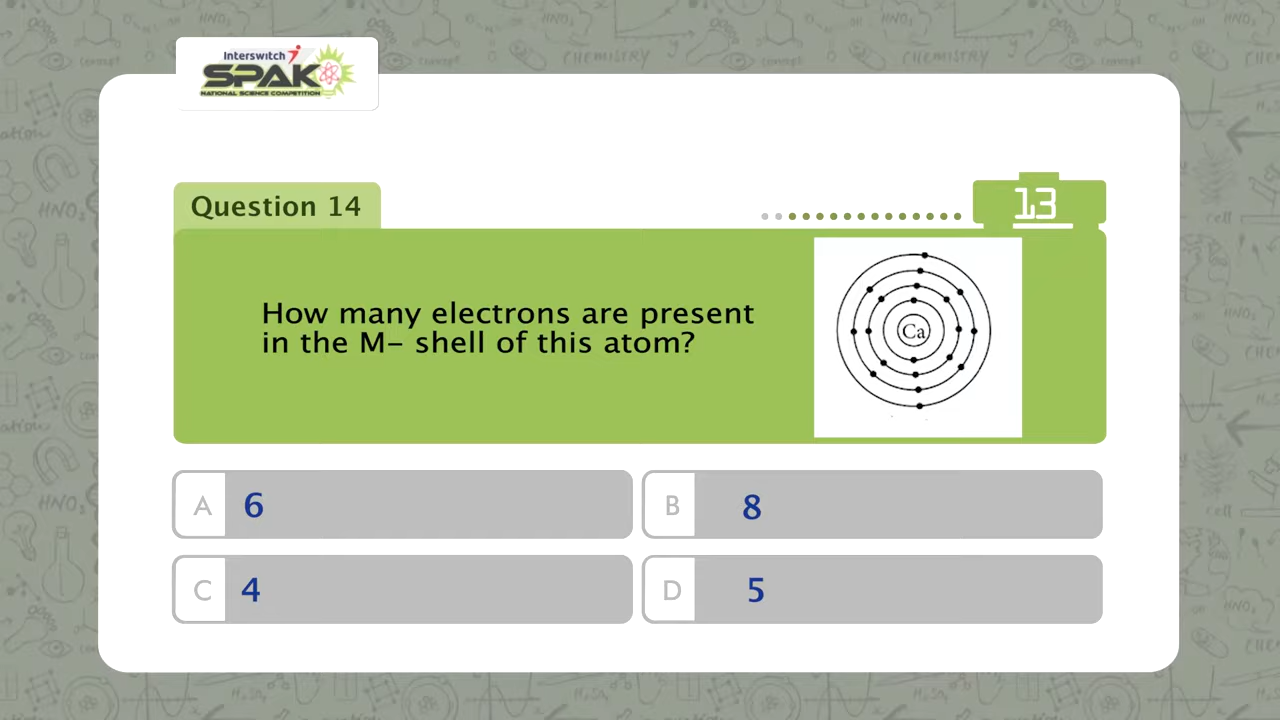 Interswitch
SPAK
NATIONAL SCIENCE COMPETITION
Question 14
13
How many electrons are present
in the M- shell of this atom?
Ca
A 6
B 8
C 4
D 5